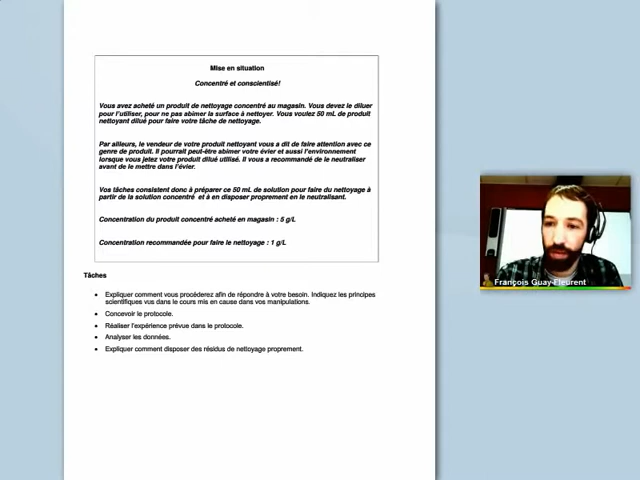 Mise en situation
Concentré et conscientisé!
Vous avez acheté un produit de nettoyage concentré au magasin. Vous devez le diluer
pour l'utiliser, pour ne pas abimer la surface à nettoyer. Vous voulez 50 mL de produit
nettoyant dilué pour faire votre tâche de nettoyage.
Par ailleurs, le vendeur de votre produit nettoyant vous a dit de faire attention avec ce
genre de produit. Il pourrait peut-être abimer votre évier et aussi l'environnement
lorsque vous jetez votre produit dilué utilisé. Il vous a recommandé de le neutraliser
avant de le mettre dans l'évier.
Vos tâches consistent donc à préparer ce 50 mL de solution pour faire du nettoyage à
partir de la solution concentré et à en disposer proprement en le neutralisant.
Concentration du produit concentré acheté en magasin : 5 g/L
Concentration recommandée pour faire le nettoyage : 1 g/L
Tâches
• Expliquer comment vous procéderez afin de répondre à votre besoin. Indiquez les principes
scientifiques vus dans le cours mis en cause dans vos manipulations.
• Concevoir le protocole.
• Réaliser l'expérience prévue dans le protocole.
• Analyser les données.
• Expliquer comment disposer des résidus de nettoyage proprement.
François Guay-Fleurent